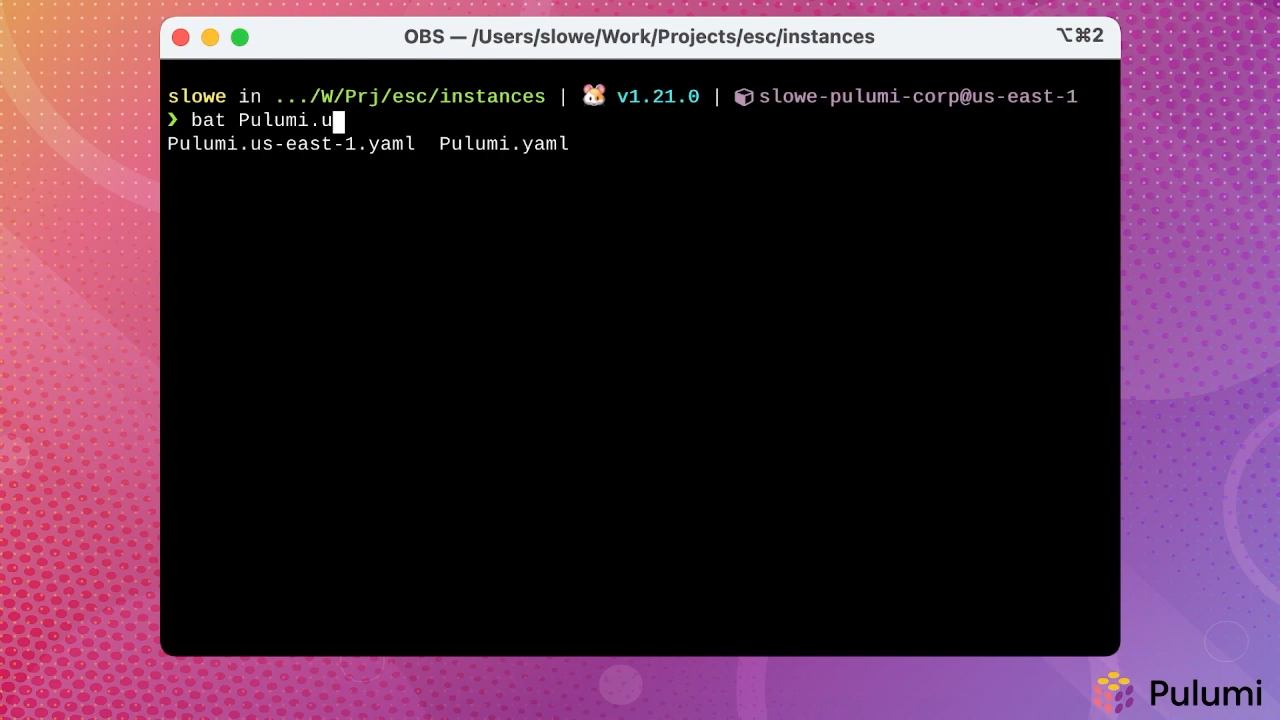 OBS — /Users/slowe/Work/Projects/esc/instances
⌥⌘2
slowe in .../W/Prj/esc/instances | 🐹 v1.21.0 | slowe-pulumi-corp@us-east-1
❯ bat Pulumi.u
Pulumi.us-east-1.yaml Pulumi.yaml
Pulumi